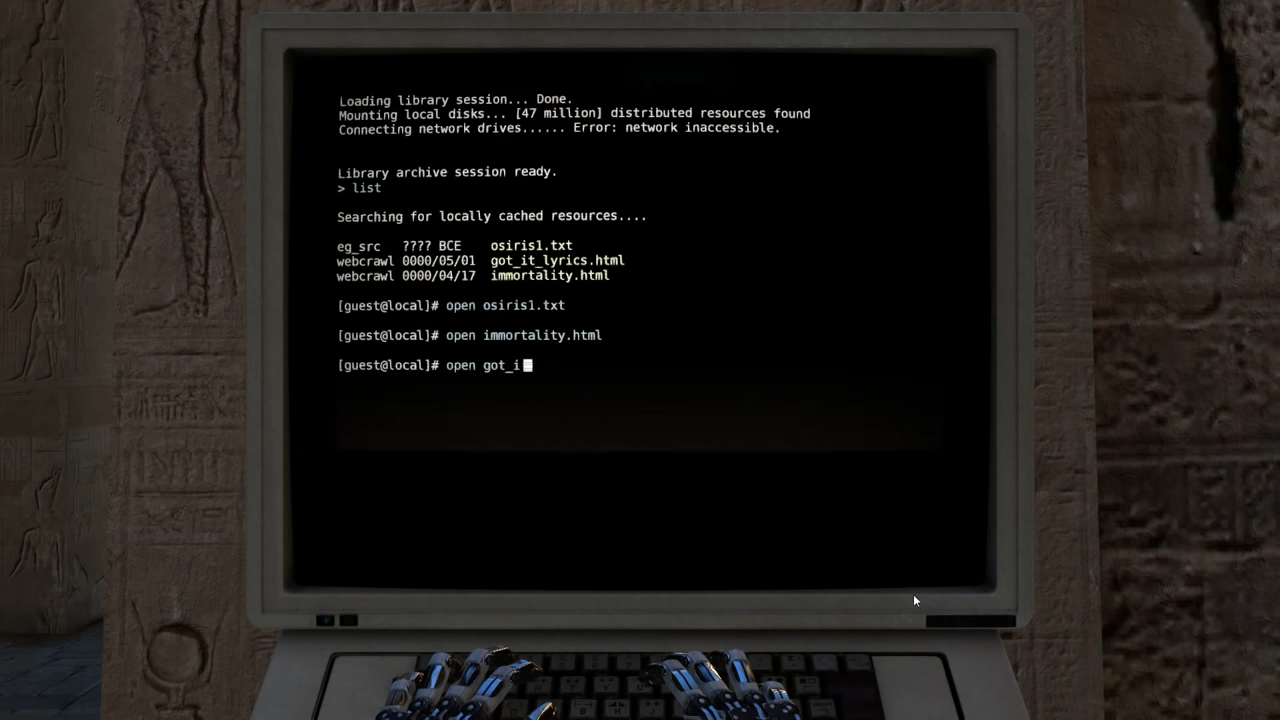 Loading library session... Done.
Mounting local disks... [47 million] distributed resources found
Connecting network drives...... Error: network inaccessible.
Library archive session ready.
> list
Searching for locally cached resources....
eg_src ???? BCE osiris1.txt
webcrawl 0000/05/01 got_it_lyrics.html
webcrawl 0000/04/17 immortality.html
[guest@local]# open osiris1.txt
[guest@local]# open immortality.html
[guest@local]# open got_i